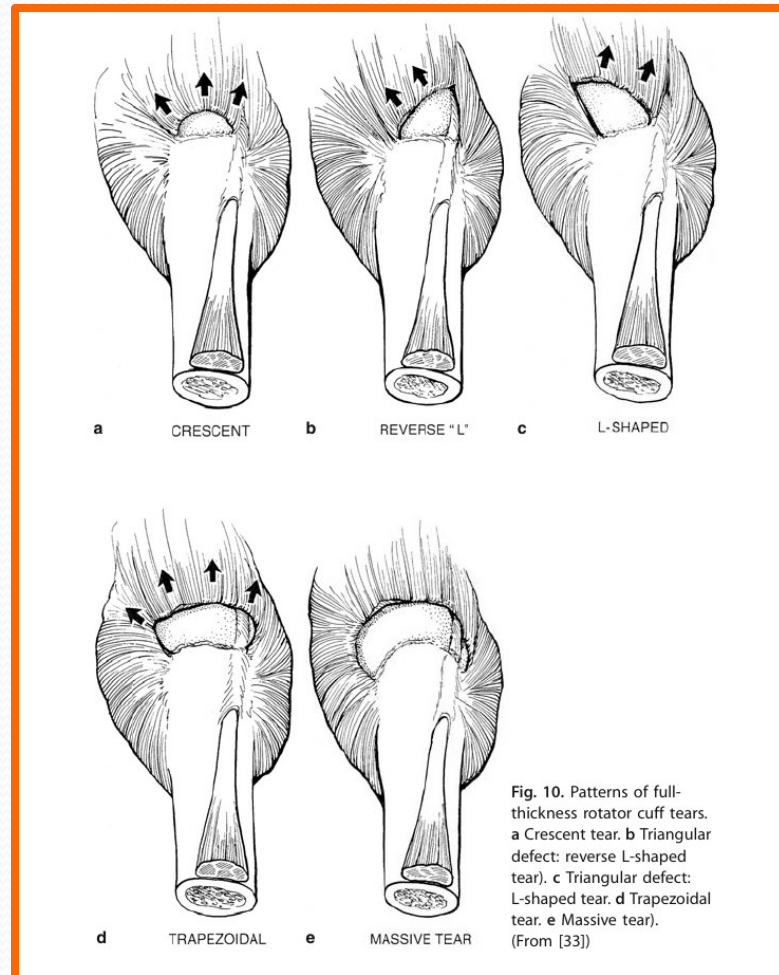 a CRESCENT
b REVERSE "L"
c L-SHAPED
d TRAPEZOIDAL
e MASSIVE TEAR
Fig. 10. Patterns of full-
thickness rotator cuff tears.
a Crescent tear. b Triangular
defect: reverse L-shaped
tear). c Triangular defect:
L-shaped tear. d Trapezoidal
tear. e Massive tear).
(From [33])